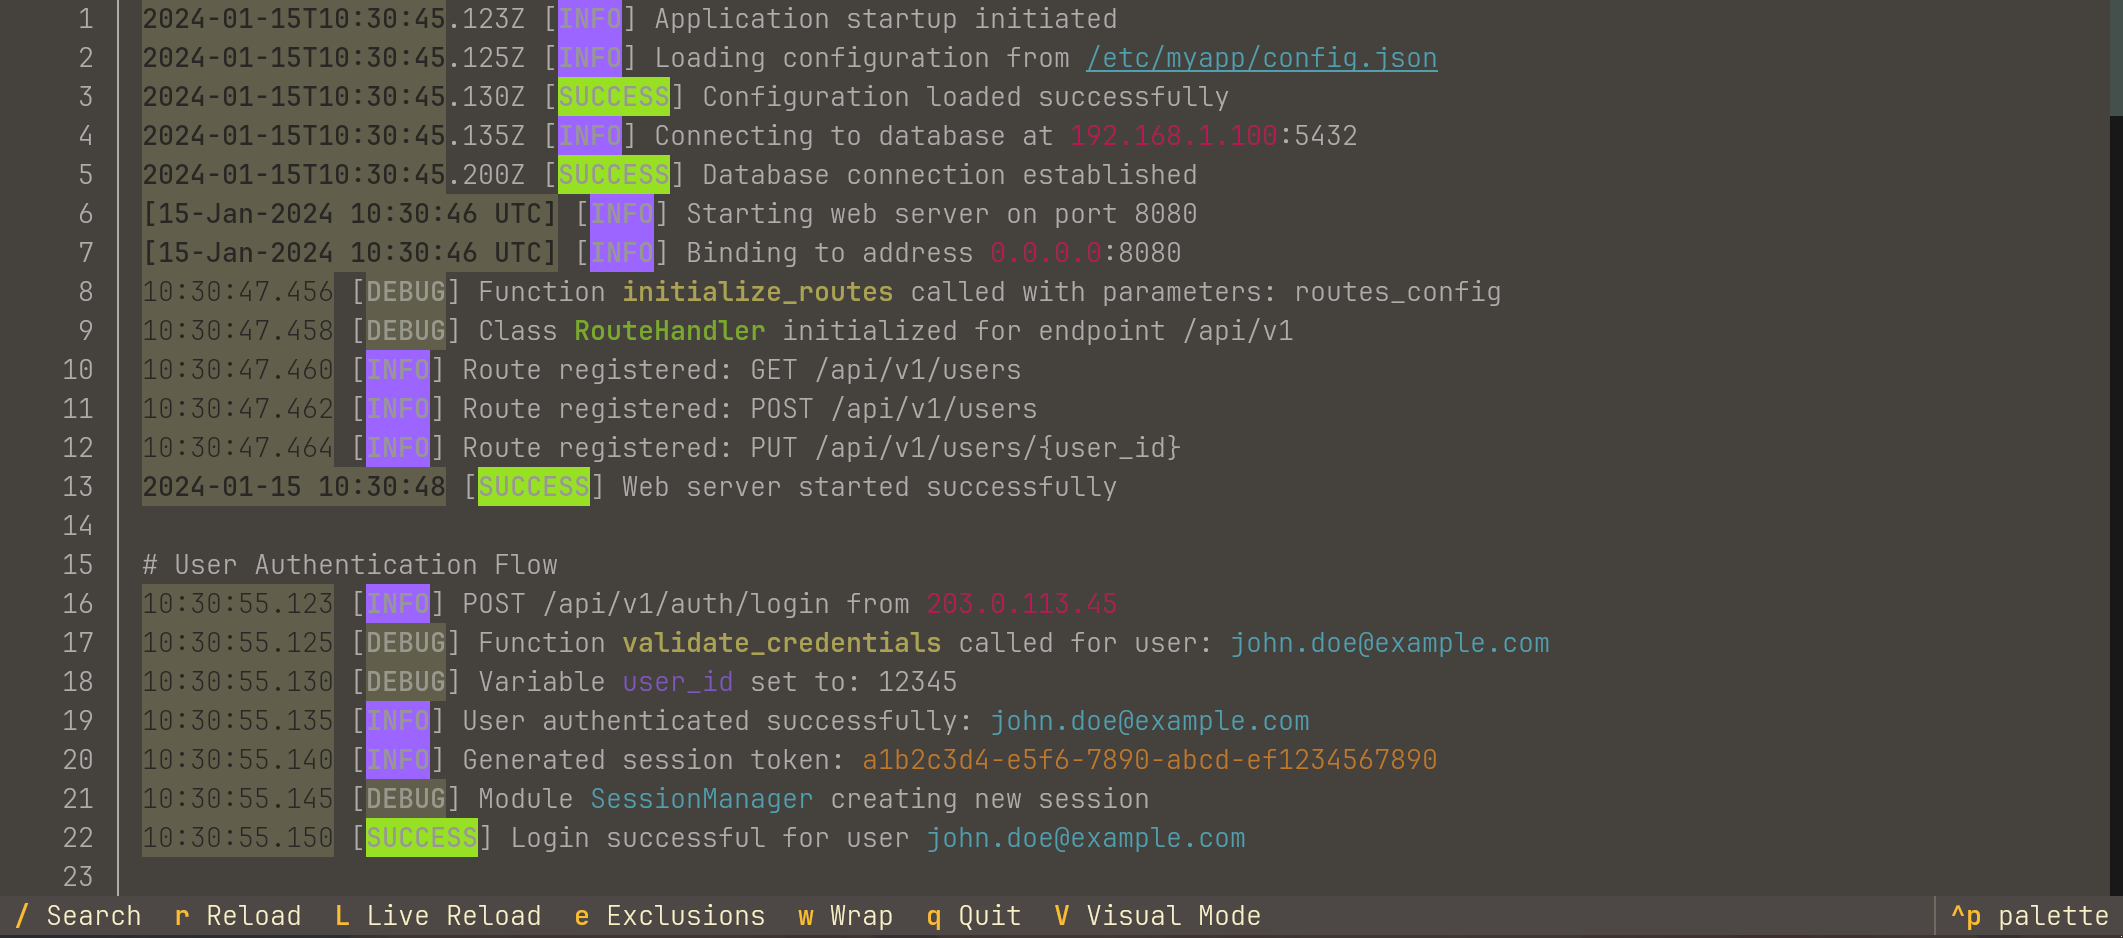 1 2024-01-15T10:30:45.123Z [INFO] Application startup initiated
2 2024-01-15T10:30:45.125Z [INFO] Loading configuration from /etc/myapp/config.json
3 2024-01-15T10:30:45.130Z [SUCCESS] Configuration loaded successfully
4 2024-01-15T10:30:45.135Z [INFO] Connecting to database at 192.168.1.100:5432
5 2024-01-15T10:30:45.200Z [SUCCESS] Database connection established
6 [15-Jan-2024 10:30:46 UTC] [INFO] Starting web server on port 8080
7 [15-Jan-2024 10:30:46 UTC] [INFO] Binding to address 0.0.0.0:8080
8 10:30:47.456 [DEBUG] Function initialize_routes called with parameters: routes_config
9 10:30:47.458 [DEBUG] Class RouteHandler initialized for endpoint /api/v1
10 10:30:47.460 [INFO] Route registered: GET /api/v1/users
11 10:30:47.462 [INFO] Route registered: POST /api/v1/users
12 10:30:47.464 [INFO] Route registered: PUT /api/v1/users/{user_id}
13 2024-01-15 10:30:48 [SUCCESS] Web server started successfully
14
15 # User Authentication Flow
16 10:30:55.123 [INFO] POST /api/v1/auth/login from 203.0.113.45
17 10:30:55.125 [DEBUG] Function validate_credentials called for user: john.doe@example.com
18 10:30:55.130 [DEBUG] Variable user_id set to: 12345
19 10:30:55.135 [INFO] User authenticated successfully: john.doe@example.com
20 10:30:55.140 [INFO] Generated session token: a1b2c3d4-e5f6-7890-abcd-ef1234567890
21 10:30:55.145 [DEBUG] Module SessionManager creating new session
22 10:30:55.150 [SUCCESS] Login successful for user john.doe@example.com
23
/ Search r Reload L Live Reload e Exclusions w Wrap q Quit V Visual Mode ^p palette